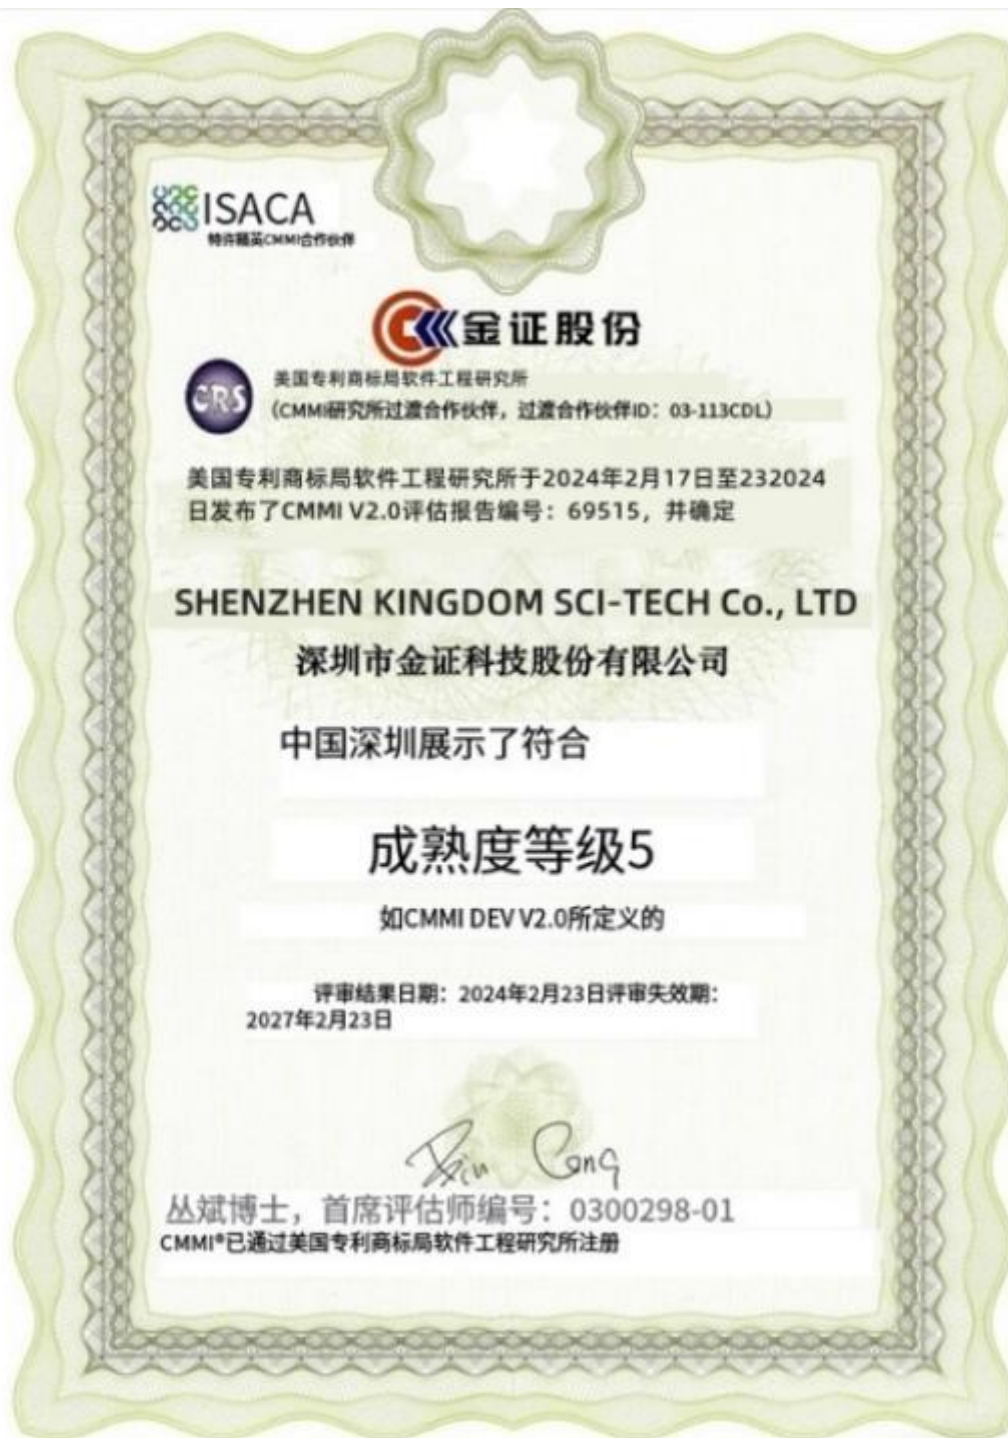 ISACA
特许精英CMMI合作伙伴
金证股份
CRS
美国专利商标局软件工程研究所
(CMMI研究所过渡合作伙伴，过渡合作伙伴ID：03-113CDL)
美国专利商标局软件工程研究所于2024年2月17日至232024
日发布了CMMI V2.0评估报告编号：69515，并确定
SHENZHEN KINGDOM SCI-TECH Co., LTD
深圳市金证科技股份有限公司
中国深圳展示了符合
成熟度等级5
如CMMI DEV V2.0所定义的
评审结果日期：2024年2月23日评审失效期：
2027年2月23日
Bin Cong
丛斌博士，首席评估师编号：0300298-01
CMMI®已通过美国专利商标局软件工程研究所注册